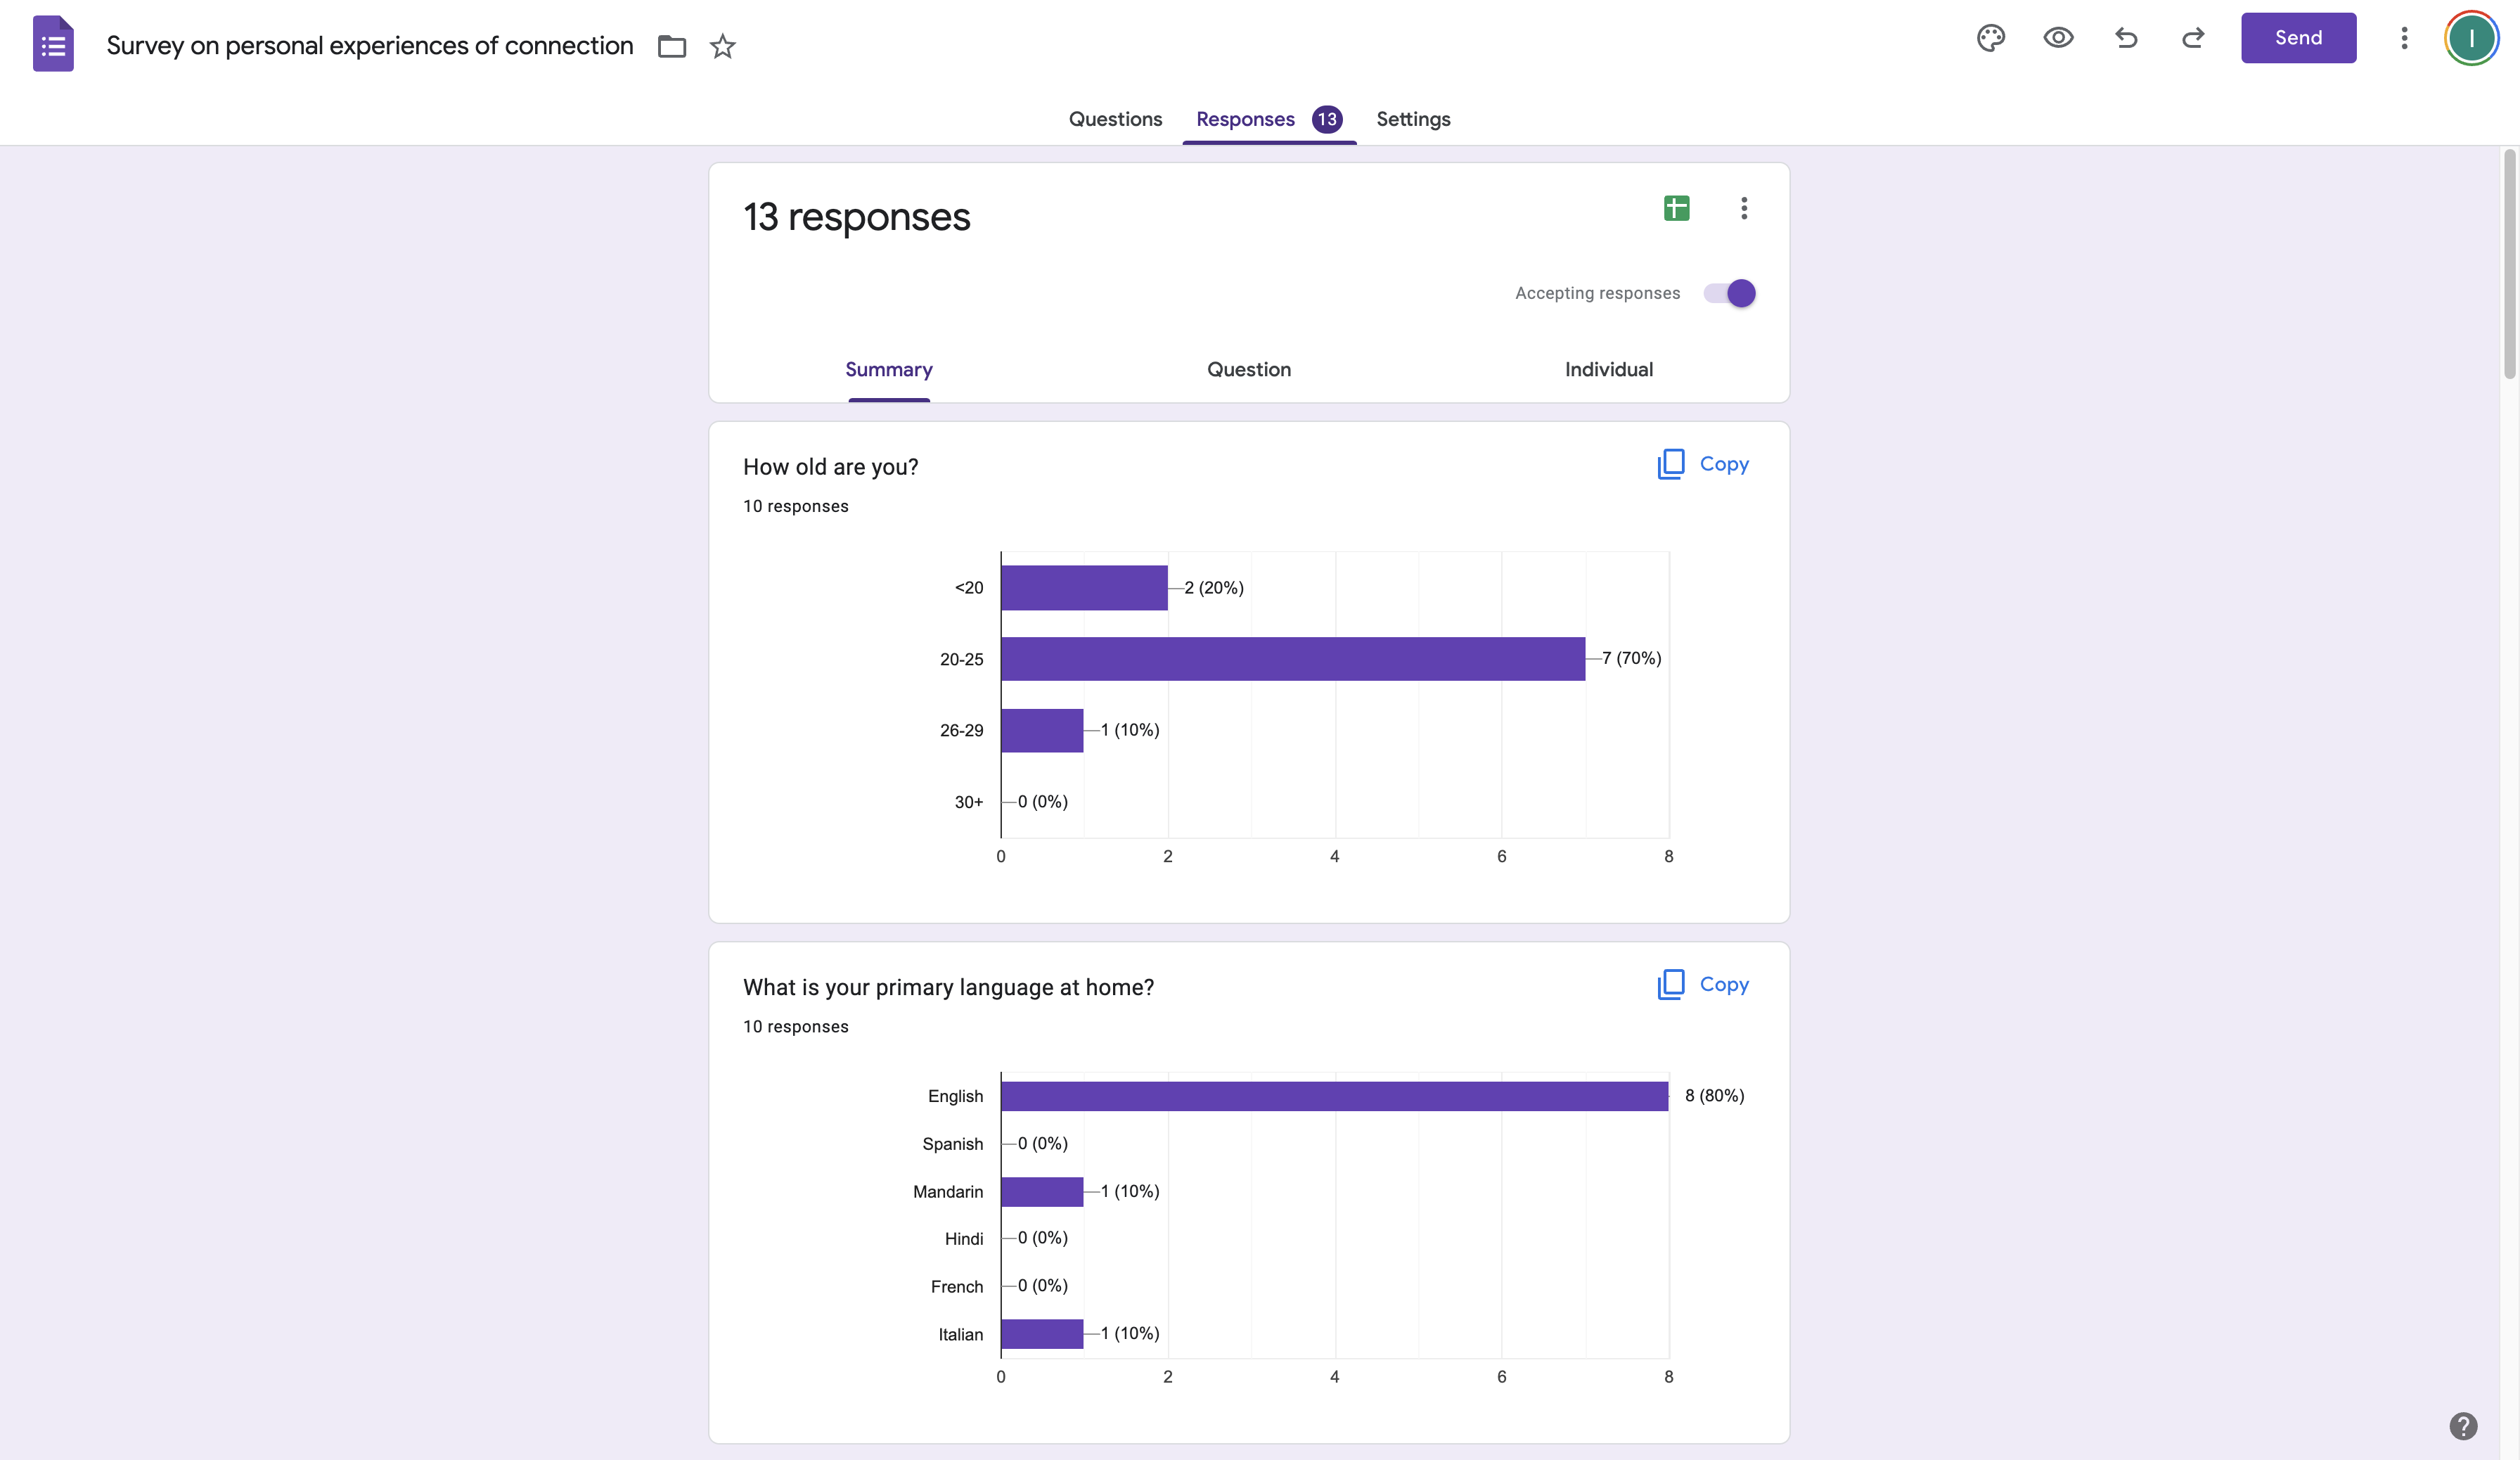 Survey on personal experiences of connection
Send
I
Questions Responses 13 Settings
13 responses
Accepting responses
Summary Question Individual
How old are you?
Copy
10 responses
<20 2 (20%)
20-25 7 (70%)
26-29 1 (10%)
30+ 0 (0%)
0 2 4 6 8
What is your primary language at home?
Copy
10 responses
English 8 (80%)
Spanish 0 (0%)
Mandarin 1 (10%)
Hindi 0 (0%)
French 0 (0%)
Italian 1 (10%)
0 2 4 6 8
?